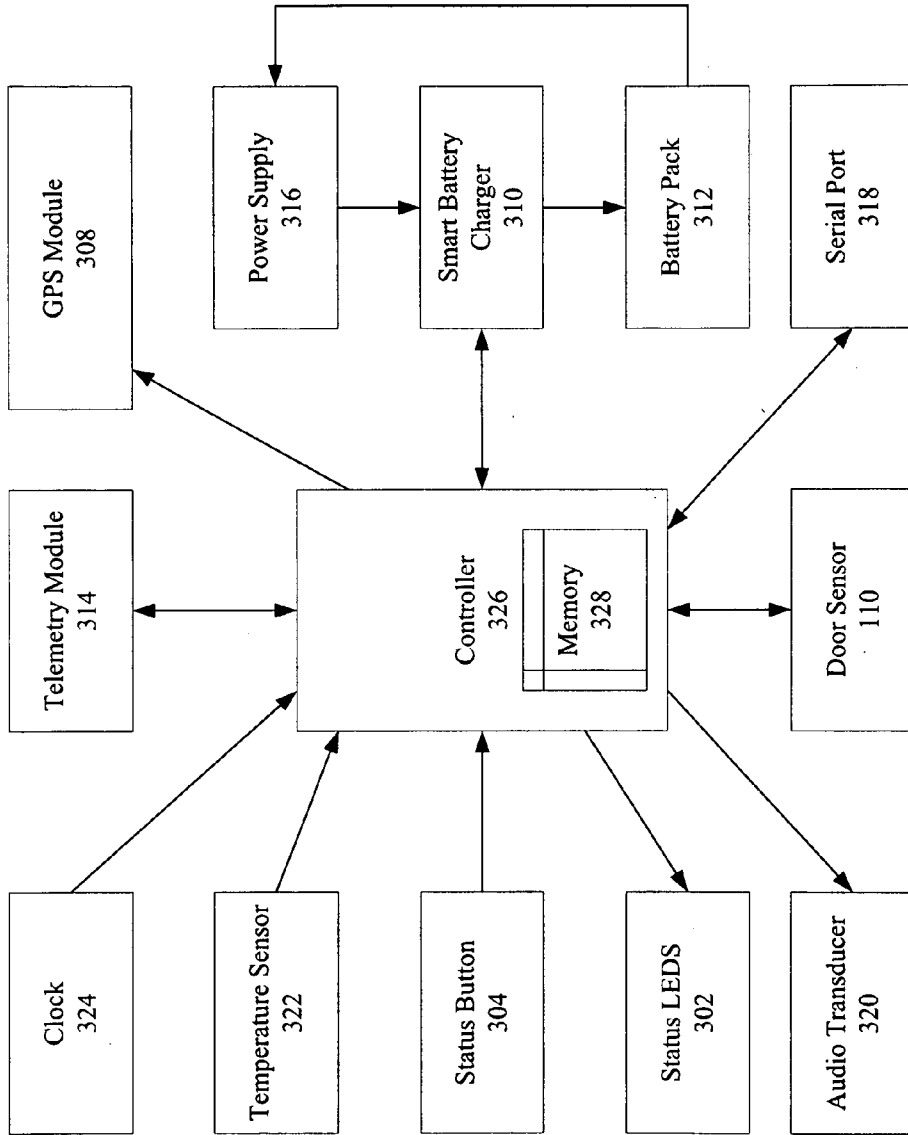 Clock
324
Telemetry Module
314
GPS Module
308
Temperature Sensor
322
Power Supply
316
Status Button
304
Controller
326
Memory
328
Smart Battery
Charger
310
Status LEDS
302
Battery Pack
312
Audio Transducer
320
Door Sensor
110
Serial Port
318